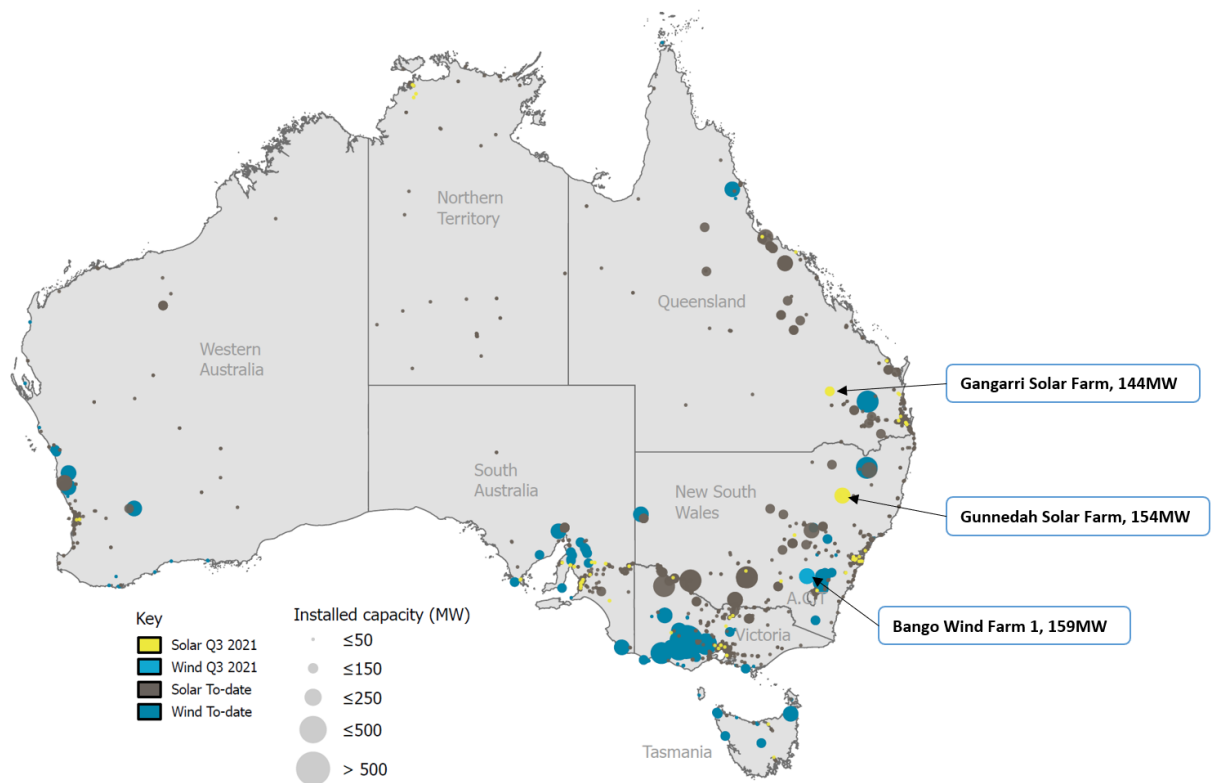 Northern
Territory
Queensland
Western
Australia
Gangarri Solar Farm, 144MW
South
Australia
New South
Wales
Gunnedah Solar Farm, 154MW
A.C.T
Bango Wind Farm 1, 159MW
Victoria
Tasmania
Key
Solar Q3 2021
Wind Q3 2021
Solar To-date
Wind To-date
Installed capacity (MW)
≤50
≤150
≤250
≤500
> 500